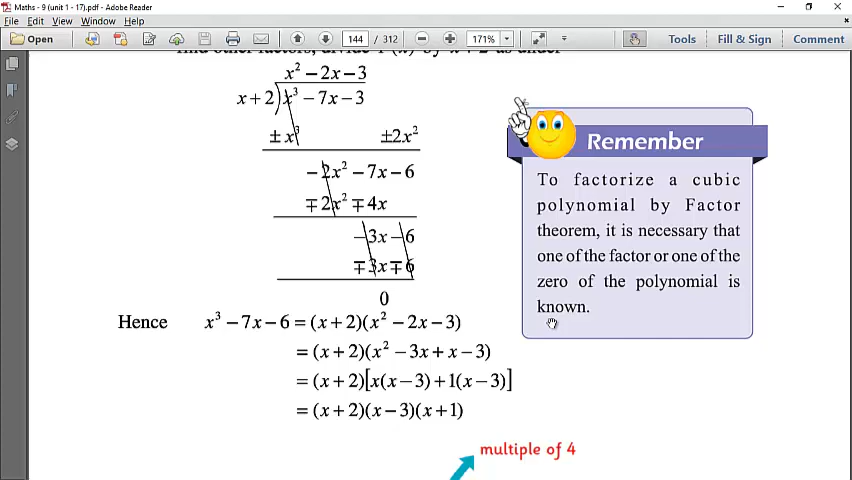 Maths - 9 (unit 1 - 17).pdf - Adobe Reader
File Edit View Window Help
Open 144 / 312 171% Tools Fill & Sign Comment
x² − 2x − 3
x + 2) x³ − 7x − 3
± x³ ±2x²
− 2x² − 7x − 6
∓ 2x² ∓ 4x
−3x − 6
∓ 3x ∓ 6
0
Hence x³ − 7x − 6 = (x + 2)(x² − 2x − 3)
= (x + 2)(x² − 3x + x − 3)
= (x + 2)[x(x − 3) + 1(x − 3)]
= (x + 2)(x − 3)(x + 1)
Remember
To factorize a cubic
polynomial by Factor
theorem, it is necessary that
one of the factor or one of the
zero of the polynomial is
known.
multiple of 4